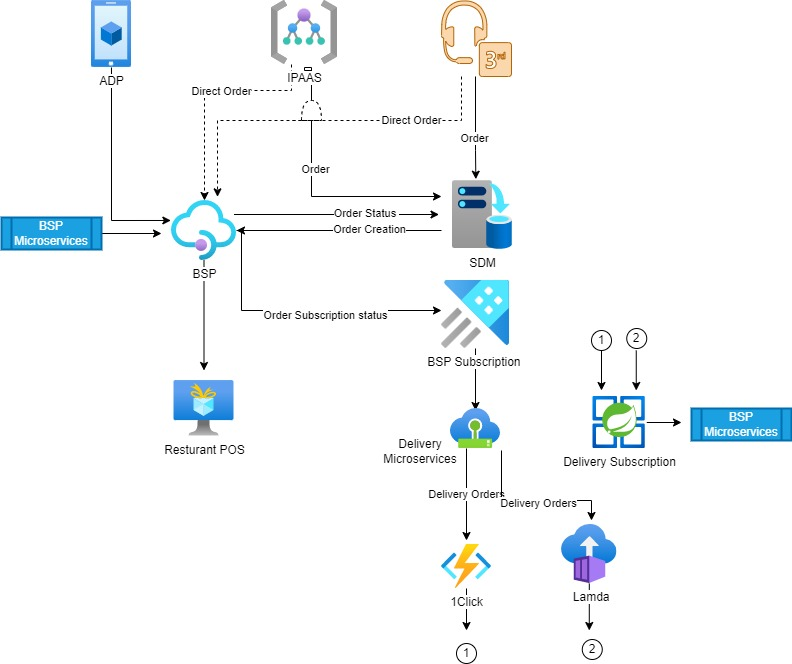 3rd
ADP
IPAAS
Direct Order
Direct Order
Order
Order
BSP
Microservices
Order Status
Order Creation
SDM
BSP
Order Subscription status
BSP Subscription
1
2
BSP
Microservices
Delivery
Microservices
Resturant POS
Delivery Subscription
Delivery Orders
Delivery Orders
1Click
Lamda
1
2